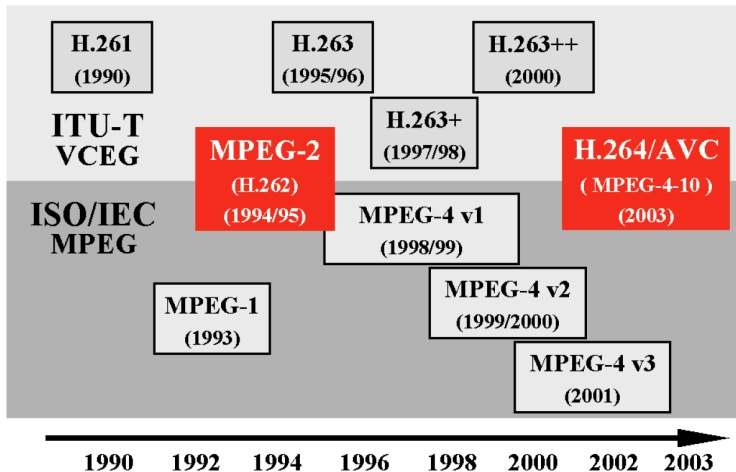 H.261
(1990)
H.263
(1995/96)
H.263++
(2000)
H.263+
(1997/98)
ITU-T
VCEG
MPEG-2
(H.262)
(1994/95)
H.264/AVC
( MPEG-4-10 )
(2003)
ISO/IEC
MPEG
MPEG-4 v1
(1998/99)
MPEG-1
(1993)
MPEG-4 v2
(1999/2000)
MPEG-4 v3
(2001)
1990 1992 1994 1996 1998 2000 2002 2003